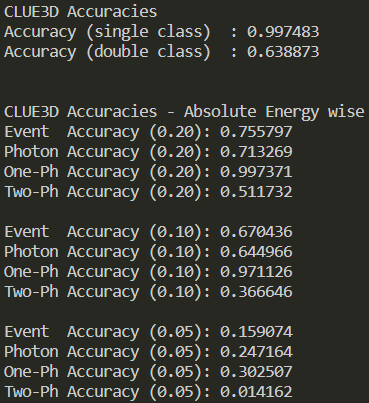 CLUE3D Accuracies
Accuracy (single class)  : 0.997483
Accuracy (double class)  : 0.638873
CLUE3D Accuracies - Absolute Energy wise
Event  Accuracy (0.20): 0.755797
Photon Accuracy (0.20): 0.713269
One-Ph Accuracy (0.20): 0.997371
Two-Ph Accuracy (0.20): 0.511732
Event  Accuracy (0.10): 0.670436
Photon Accuracy (0.10): 0.644966
One-Ph Accuracy (0.10): 0.971126
Two-Ph Accuracy (0.10): 0.366646
Event  Accuracy (0.05): 0.159074
Photon Accuracy (0.05): 0.247164
One-Ph Accuracy (0.05): 0.302507
Two-Ph Accuracy (0.05): 0.014162